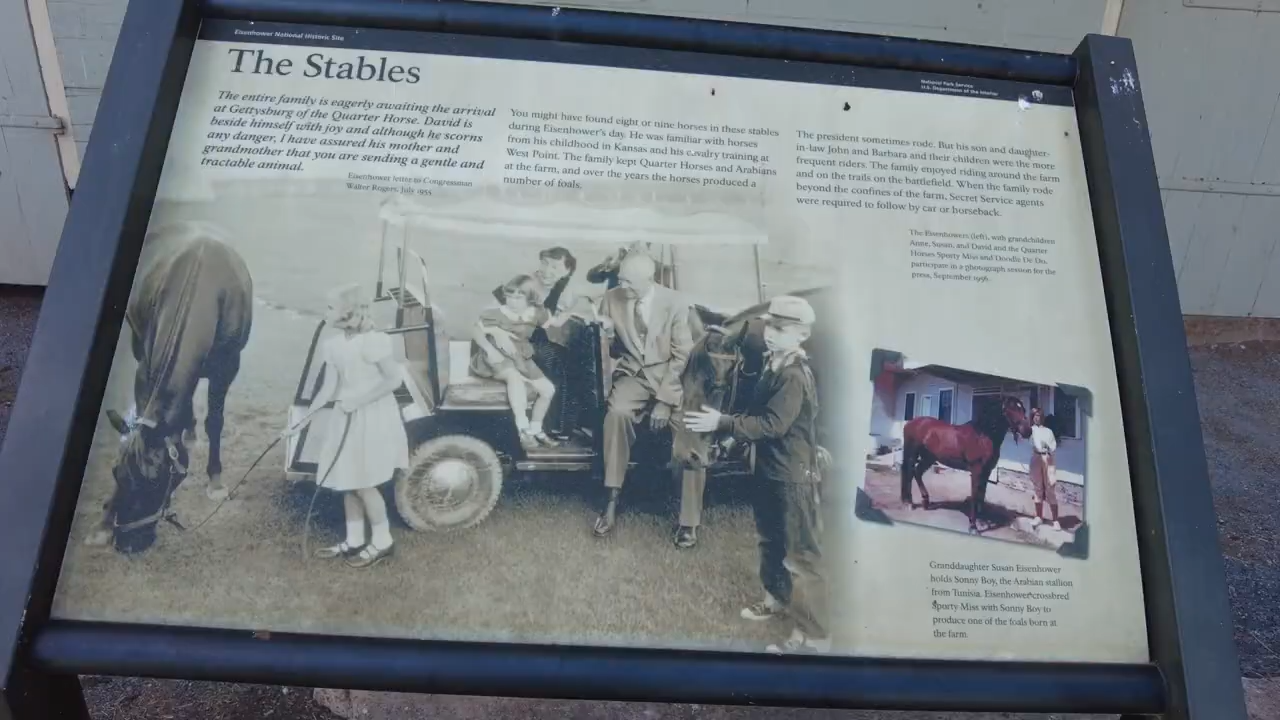 Eisenhower National Historic Site
National Park Service
U.S. Department of the Interior
The Stables
The entire family is eagerly awaiting the arrival
at Gettysburg of the Quarter Horse. David is
beside himself with joy and although he scorns
any danger, I have assured his mother and
grandmother that you are sending a gentle and
tractable animal.
Eisenhower letter to Congressman
Walter Rogers, July 1954
You might have found eight or nine horses in these stables
during Eisenhower's day. He was familiar with horses
from his childhood in Kansas and his cavalry training at
West Point. The family kept Quarter Horses and Arabians
at the farm, and over the years the horses produced a
number of foals.
The president sometimes rode. But his son and daughter-
in-law John and Barbara and their children were the more
frequent riders. The family enjoyed riding around the farm
and on the trails on the battlefield. When the family rode
beyond the confines of the farm, Secret Service agents
were required to follow by car or horseback.
The Eisenhowers (left), with grandchildren
Anne, Susan, and David and the Quarter
Horses Sporty Miss and Doodle De Do,
participate in a photograph session for the
press, September 1956.
Granddaughter Susan Eisenhower
holds Sonny Boy, the Arabian stallion
from Tunisia. Eisenhower crossbred
Sporty Miss with Sonny Boy to
produce one of the foals born at
the farm.